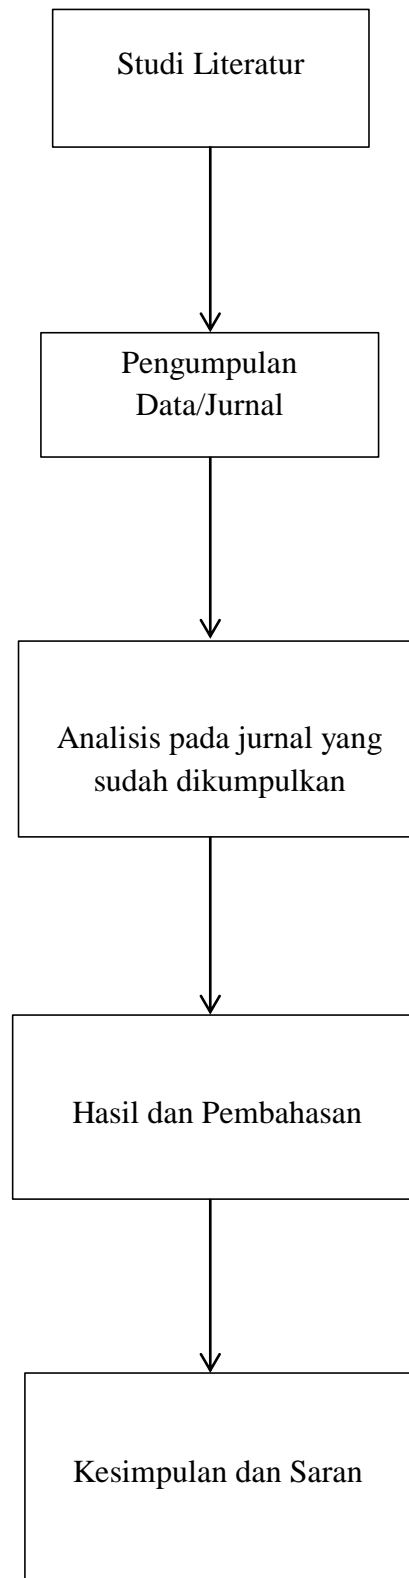 Studi Literatur
Pengumpulan
Data/Jurnal
Analisis pada jurnal yang
sudah dikumpulkan
Hasil dan Pembahasan
Kesimpulan dan Saran